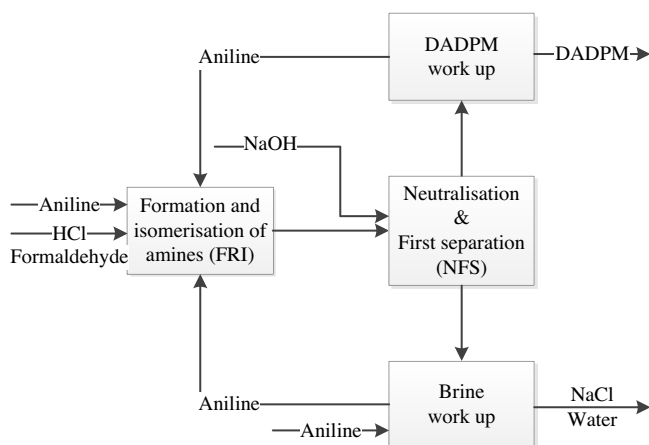 Aniline
DADPM
work up
DADPM
NaOH
Aniline
HCl
Formaldehyde
Formation and
isomerisation of
amines (FRI)
Neutralisation
&
First separation
(NFS)
Aniline
Aniline
Brine
work up
NaCl
Water